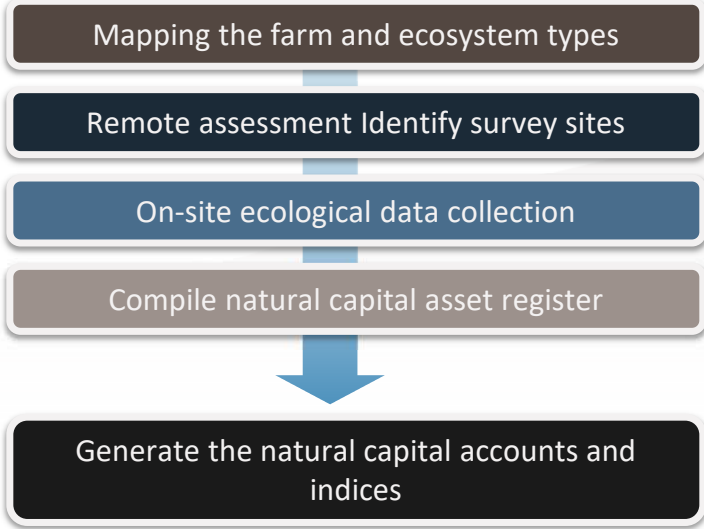 Mapping the farm and ecosystem types
Remote assessment Identify survey sites
On-site ecological data collection
Compile natural capital asset register
Generate the natural capital accounts and
indices